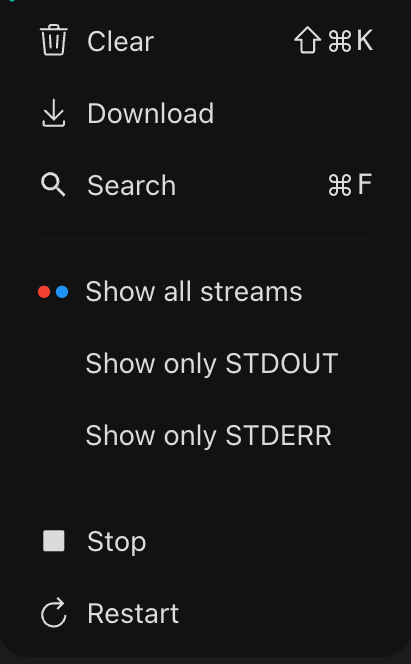 Clear ⇧⌘K
Download
Search ⌘F
Show all streams
Show only STDOUT
Show only STDERR
Stop
Restart